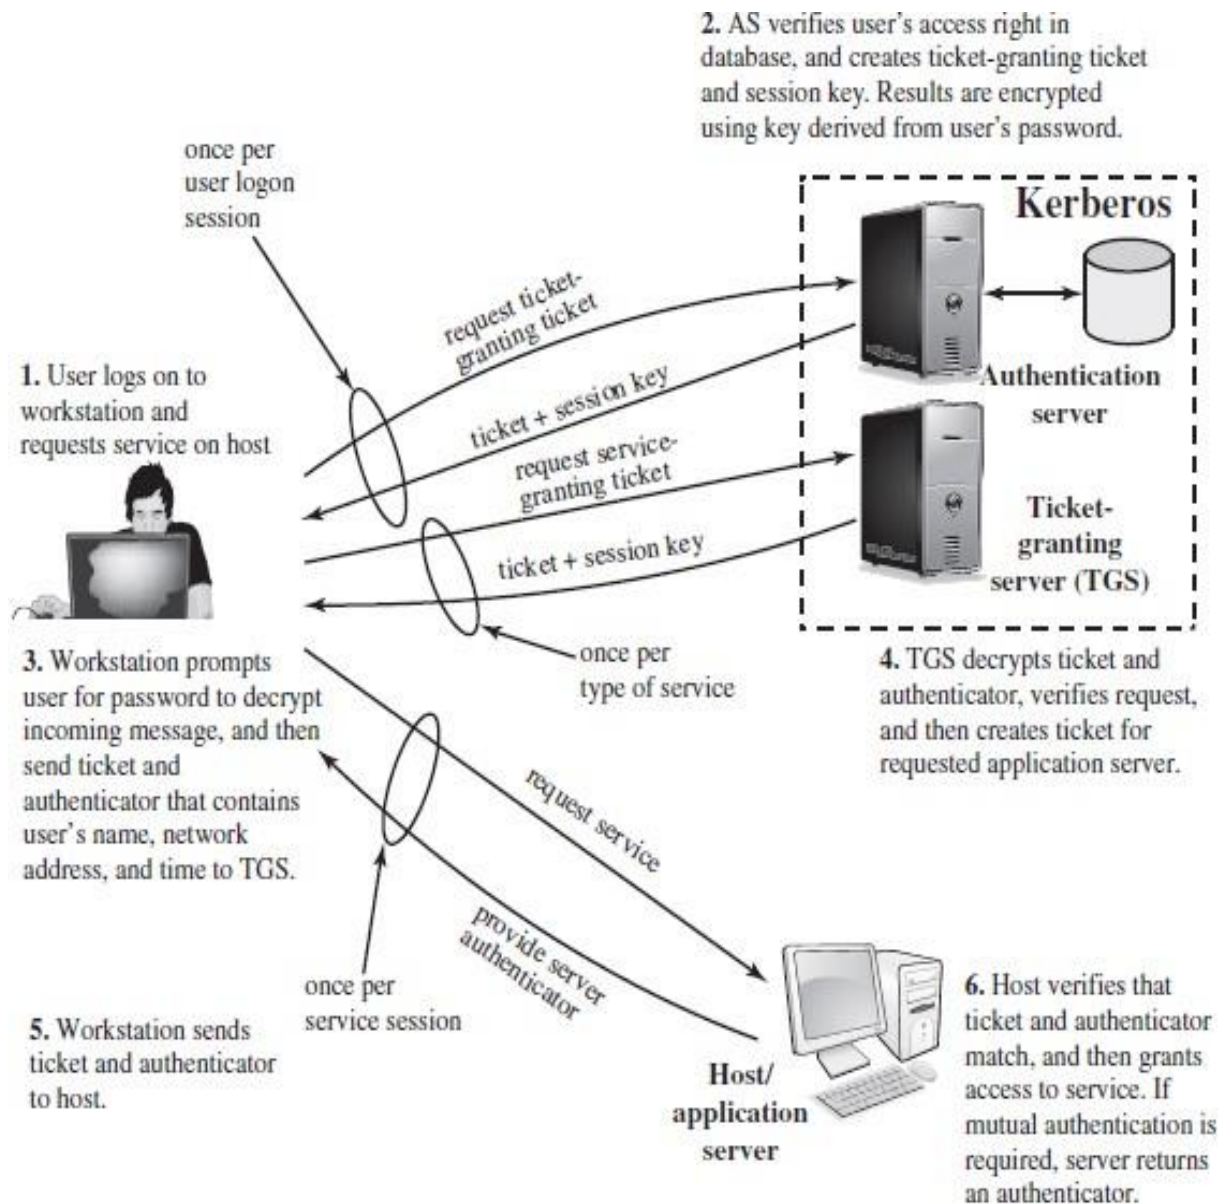 2. AS verifies user's access right in
database, and creates ticket-granting ticket
and session key. Results are encrypted
using key derived from user's password.
once per
user logon
session
Kerberos
request ticket-
granting ticket
1. User logs on to
workstation and
requests service on host
ticket + session key
Authentication
server
request service-
granting ticket
ticket + session key
Ticket-
granting
server (TGS)
once per
type of service
3. Workstation prompts
user for password to decrypt
incoming message, and then
send ticket and
authenticator that contains
user's name, network
address, and time to TGS.
4. TGS decrypts ticket and
authenticator, verifies request,
and then creates ticket for
requested application server.
request service
provide server
authenticator
once per
service session
5. Workstation sends
ticket and authenticator
to host.
Host/
application
server
6. Host verifies that
ticket and authenticator
match, and then grants
access to service. If
mutual authentication is
required, server returns
an authenticator.